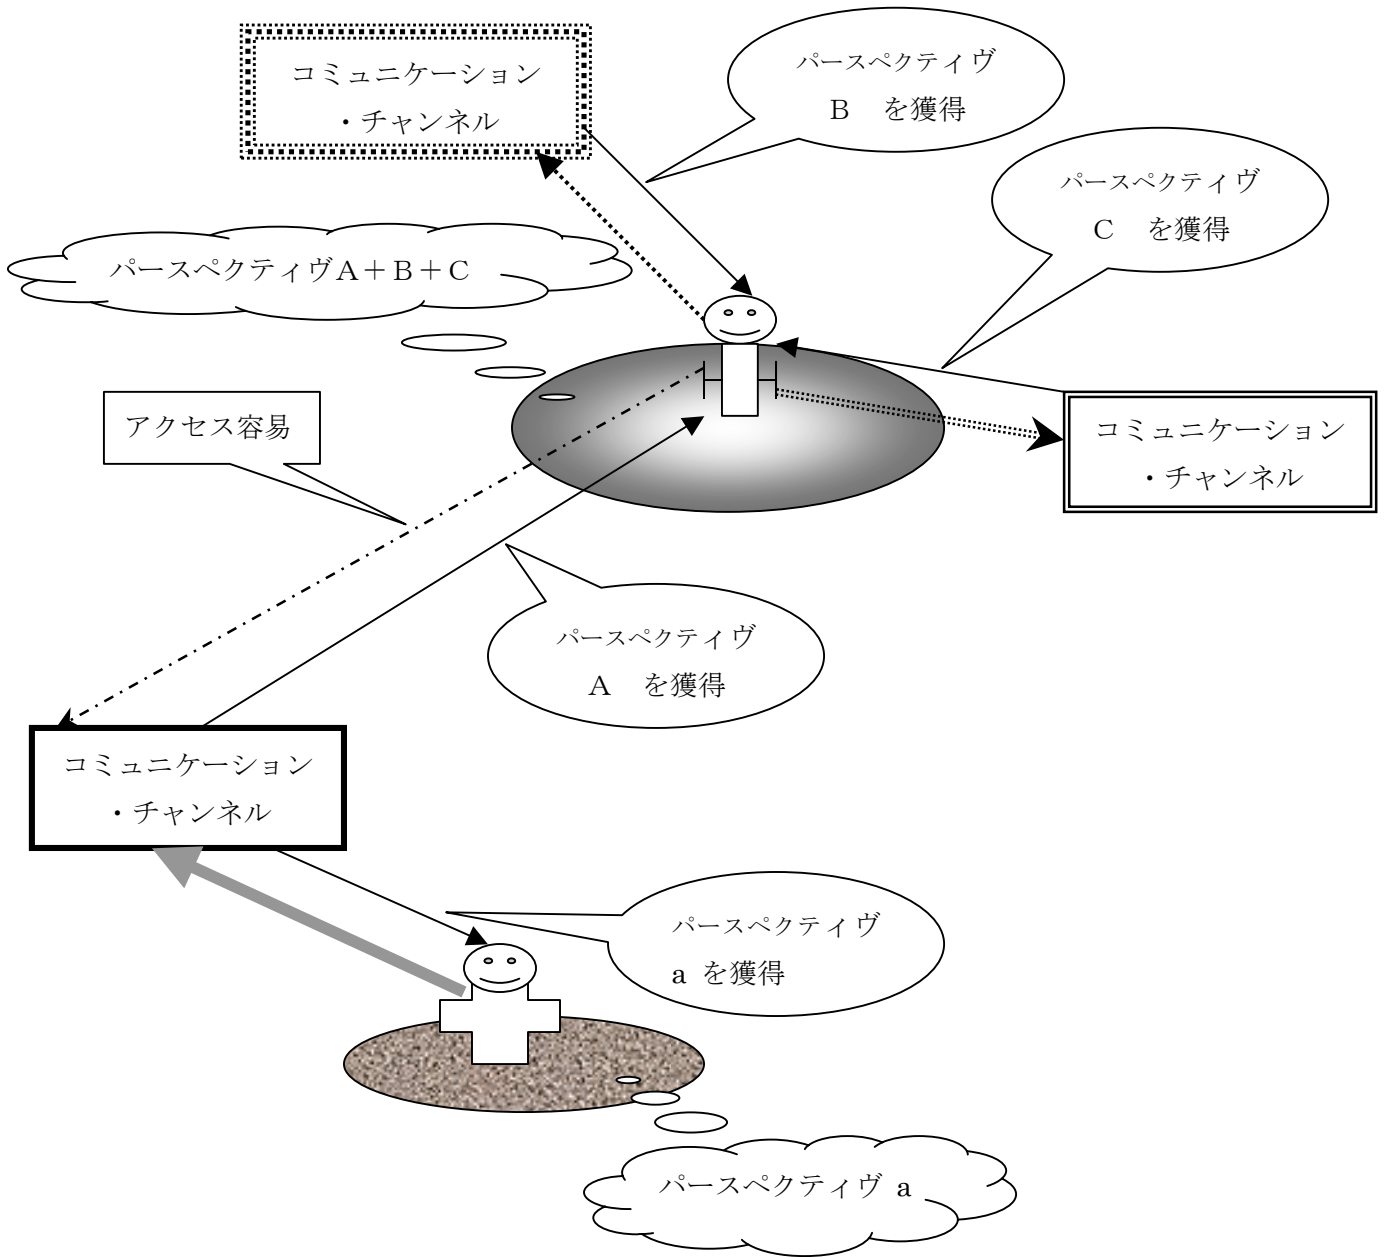 コミュニケーション
・チャンネル
パースペクティヴ
B　を獲得
パースペクティヴ
C　を獲得
パースペクティヴA＋B＋C
アクセス容易
コミュニケーション
・チャンネル
パースペクティヴ
A　を獲得
コミュニケーション
・チャンネル
パースペクティヴ
a を獲得
パースペクティヴ a